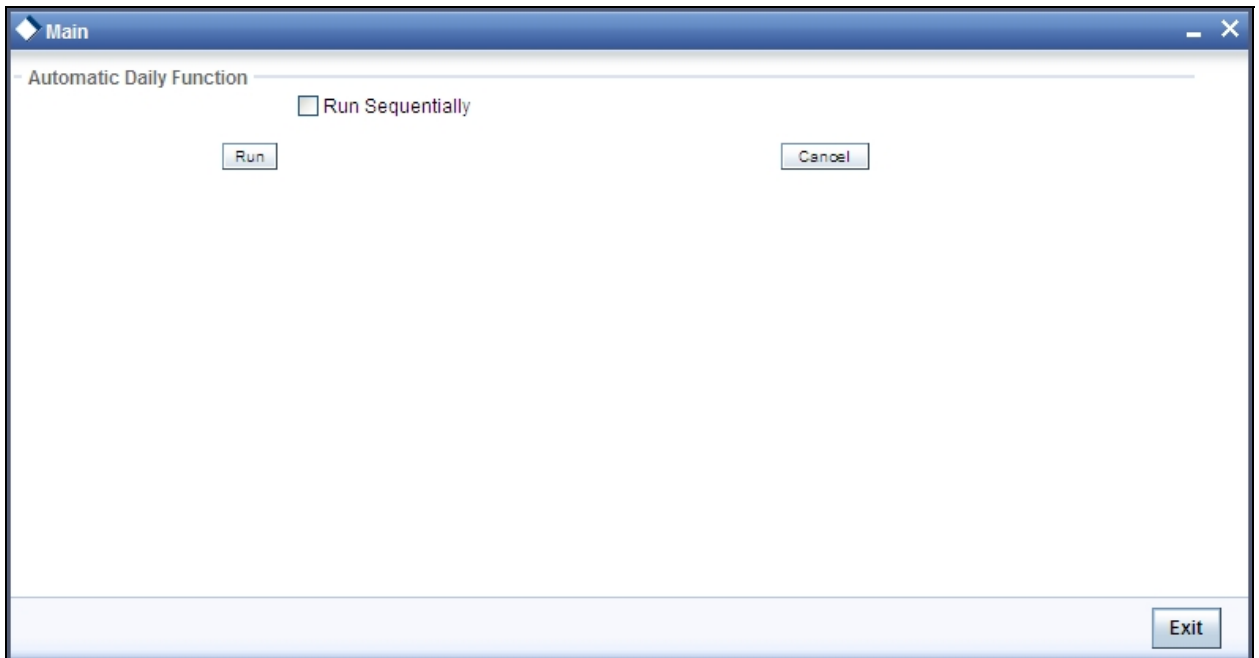 Main
Automatic Daily Function
Run Sequentially
Run
Cancel
Exit